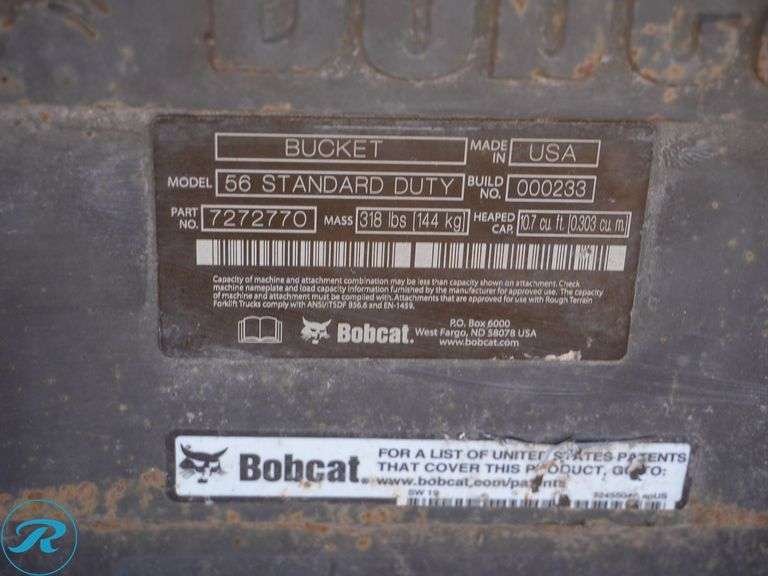 BUCKET MADE IN USA
MODEL 56 STANDARD DUTY BUILD NO. 000233
PART NO. 7272770 MASS 318 lbs (144 kg) HEAPED CAP. 10.7 cu. ft. (0.303 cu. m.)
Capacity of machine and attachment combination may be less than capacity shown on attachment. Check
machine nameplate and load capacity information furnished by the manufacturer for approved usage. The capacity
of machine and attachment must be complied with. Attachments that are approved for use with Rough Terrain
Forklift Trucks comply with ANSI/ITSDF B56.6 and EN-1459.
Bobcat.
P.O. Box 6000
West Fargo, ND 58078 USA
www.bobcat.com
Bobcat.
FOR A LIST OF UNITED STATES PATENTS
THAT COVER THIS PRODUCT, GO TO:
www.bobcat.com/patents
SW 19
R